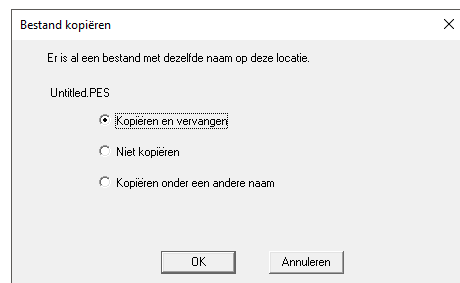 Bestand kopiëren
Er is al een bestand met dezelfde naam op deze locatie.
Untitled.PES
Kopiëren en vervangen
Niet kopiëren
Kopiëren onder een andere naam
OK
Annuleren